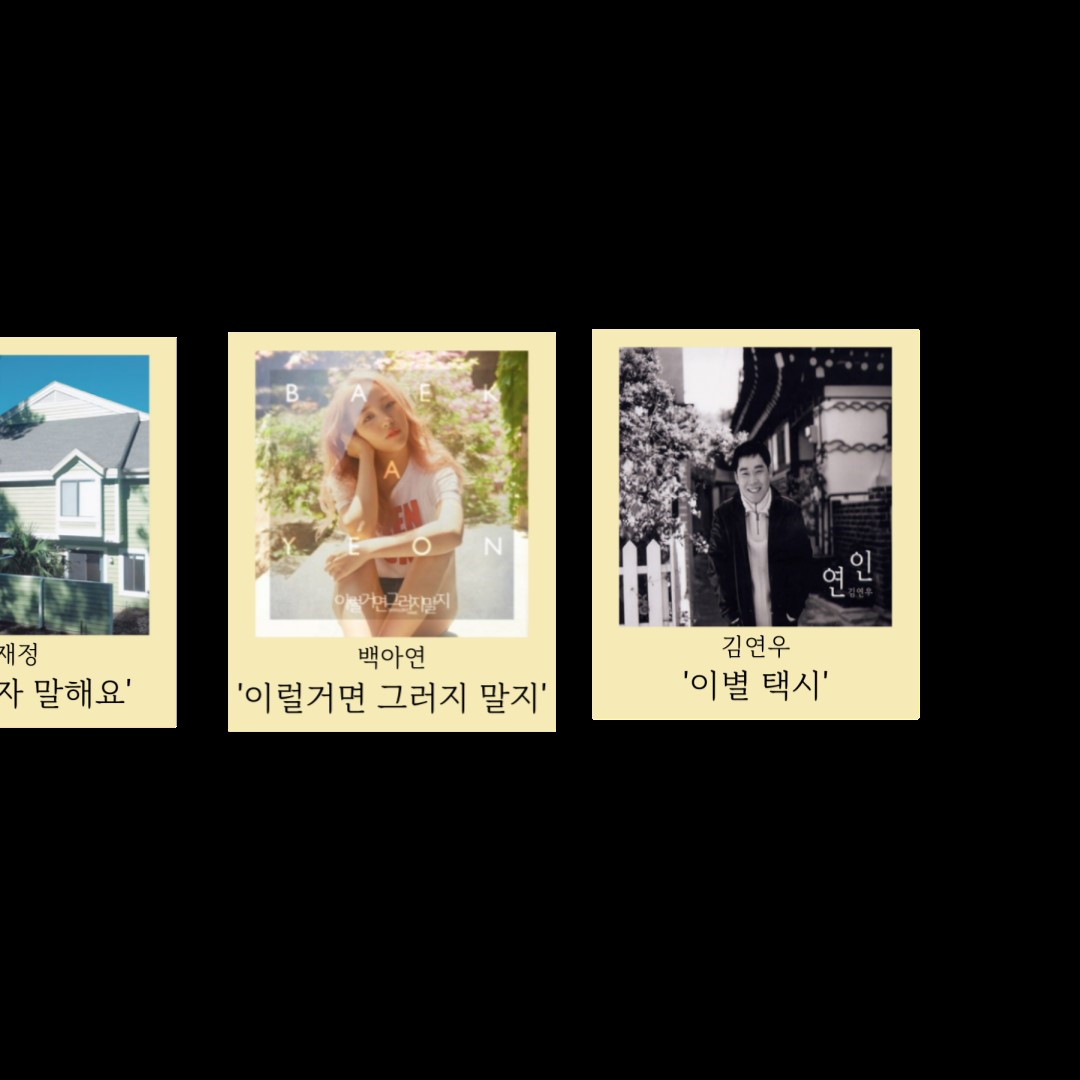 재정
자 말해요'
B A E K
A
Y E O N
이럴거면그러지말지
백아연
'이럴거면 그러지 말지'
연인
김연우
김연우
'이별 택시'